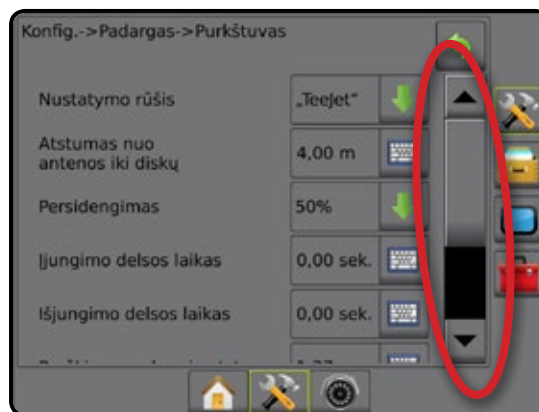 Konfig.->Padargas->Purkštuvas
Nustatymo rūšis „TeeJet“
Atstumas nuo
antenos iki diskų 4,00 m
Persidengimas 50%
Įjungimo delsos laikas 0,00 sek.
Išjungimo delsos laikas 0,00 sek.